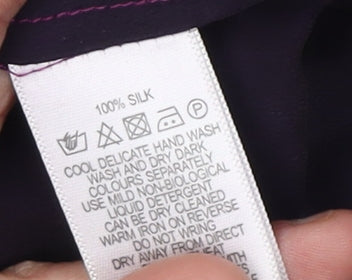 100% SILK
P
COOL DELICATE HAND WASH
WASH AND DRY DARK
COLOURS SEPARATELY
USE MILD NON-BIOLOGICAL
LIQUID DETERGENT
CAN BE DRY CLEANED
WARM IRON ON REVERSE
DO NOT WRING
DRY AWAY FROM DIRECT